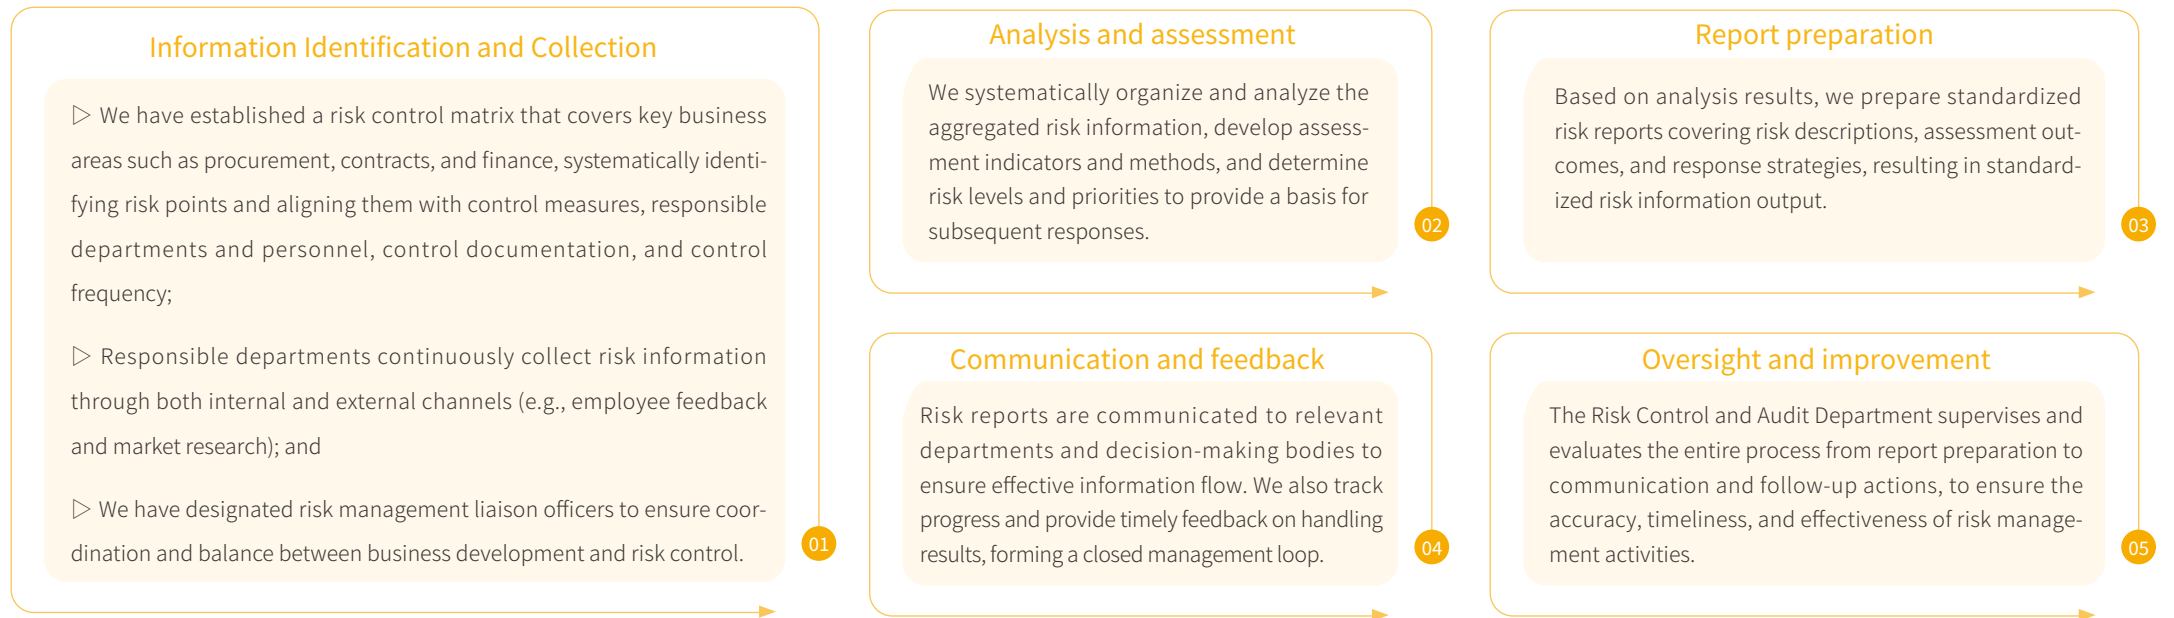 Information Identification and Collection
▷ We have established a risk control matrix that covers key business
areas such as procurement, contracts, and finance, systematically identi-
fying risk points and aligning them with control measures, responsible
departments and personnel, control documentation, and control
frequency;
▷ Responsible departments continuously collect risk information
through both internal and external channels (e.g., employee feedback
and market research); and
▷ We have designated risk management liaison officers to ensure coor-
dination and balance between business development and risk control.
01
Analysis and assessment
We systematically organize and analyze the
aggregated risk information, develop assess-
ment indicators and methods, and determine
risk levels and priorities to provide a basis for
subsequent responses.
02
Report preparation
Based on analysis results, we prepare standardized
risk reports covering risk descriptions, assessment out-
comes, and response strategies, resulting in standard-
ized risk information output.
03
Communication and feedback
Risk reports are communicated to relevant
departments and decision-making bodies to
ensure effective information flow. We also track
progress and provide timely feedback on handling
results, forming a closed management loop.
04
Oversight and improvement
The Risk Control and Audit Department supervises and
evaluates the entire process from report preparation to
communication and follow-up actions, to ensure the
accuracy, timeliness, and effectiveness of risk manage-
ment activities.
05